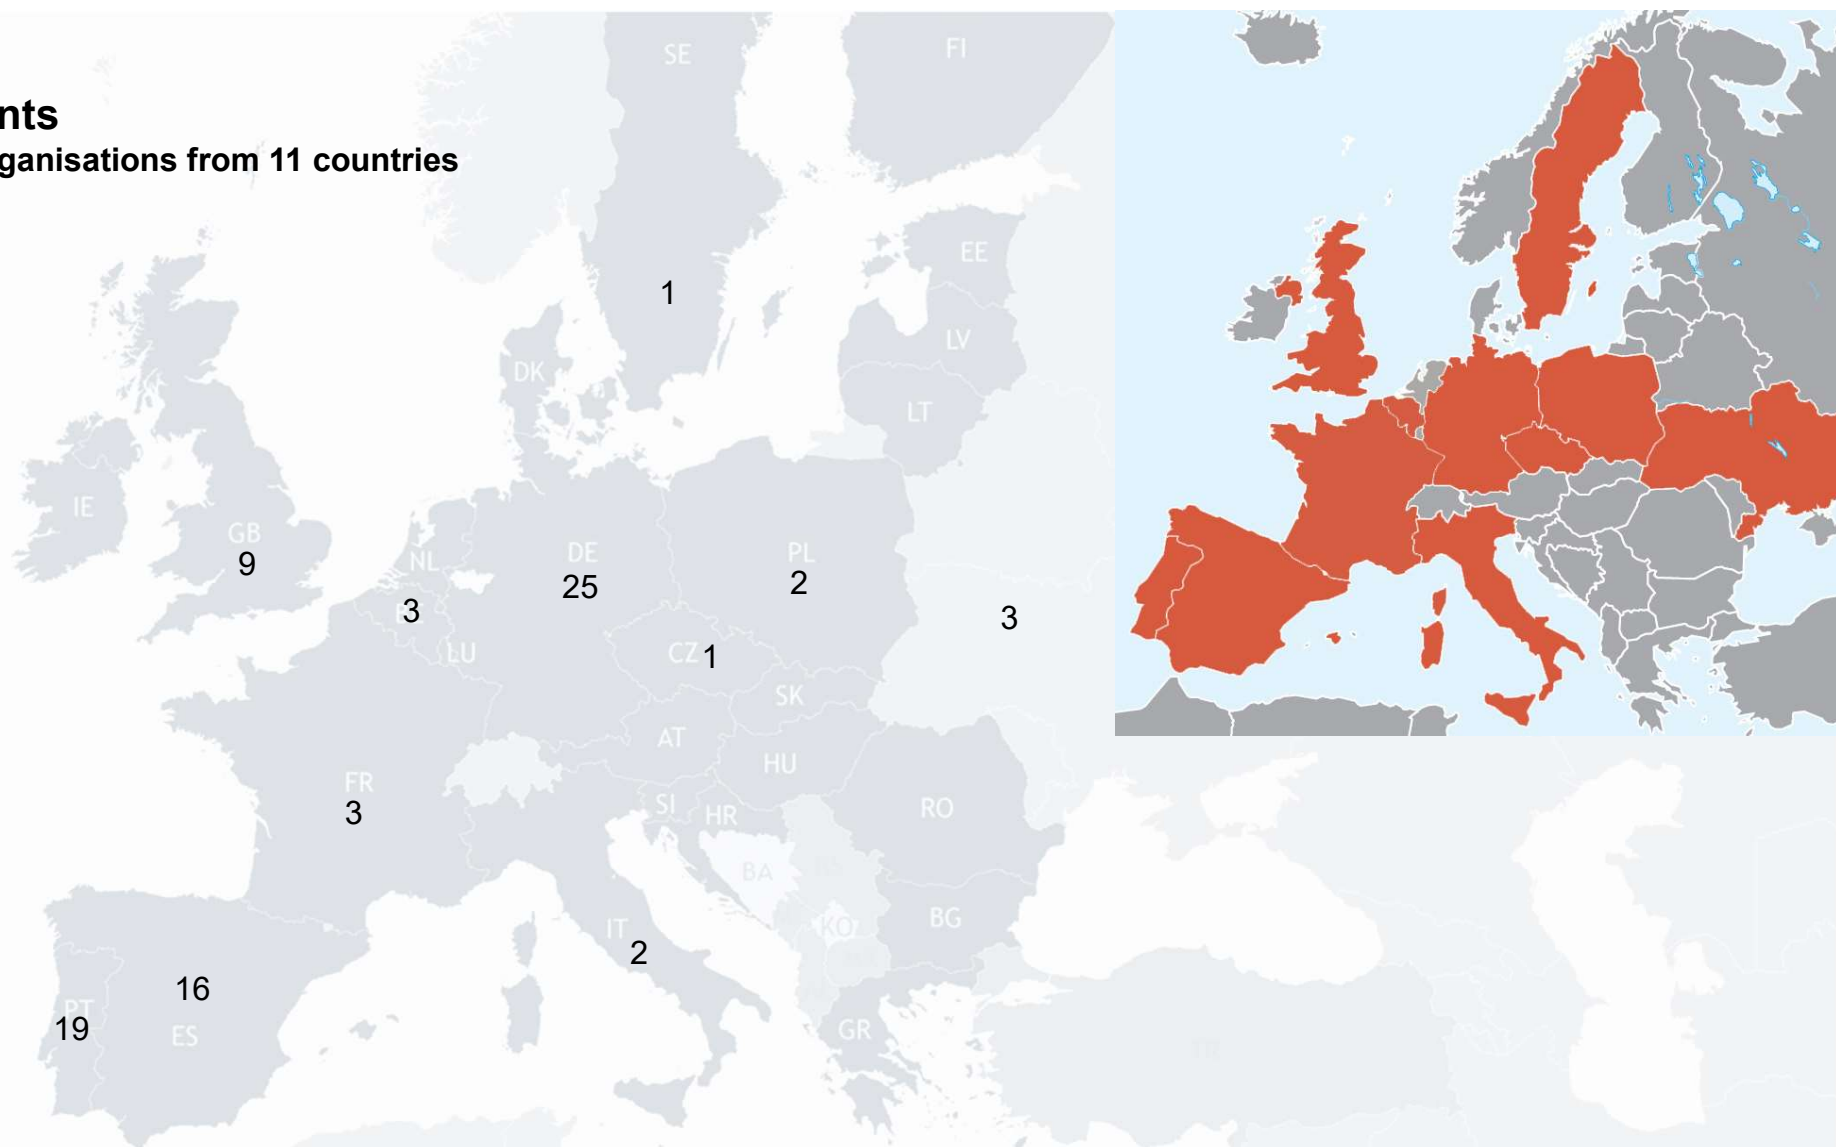 nts
ganisations from 11 countries
SE
FI
EE
1
LV
DK
LT
IE
GB
9
NL
DE
25
PL
2
3
3
LU
CZ 1
SK
AT
HU
FR
3
SI
HR
RO
BA
KO
BG
IT
2
16
PT
19
ES
GR